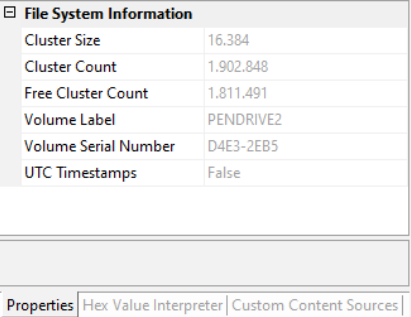 File System Information
Cluster Size 16.384
Cluster Count 1.902.848
Free Cluster Count 1.811.491
Volume Label PENDRIVE2
Volume Serial Number D4E3-2EB5
UTC Timestamps False
Properties Hex Value Interpreter Custom Content Sources